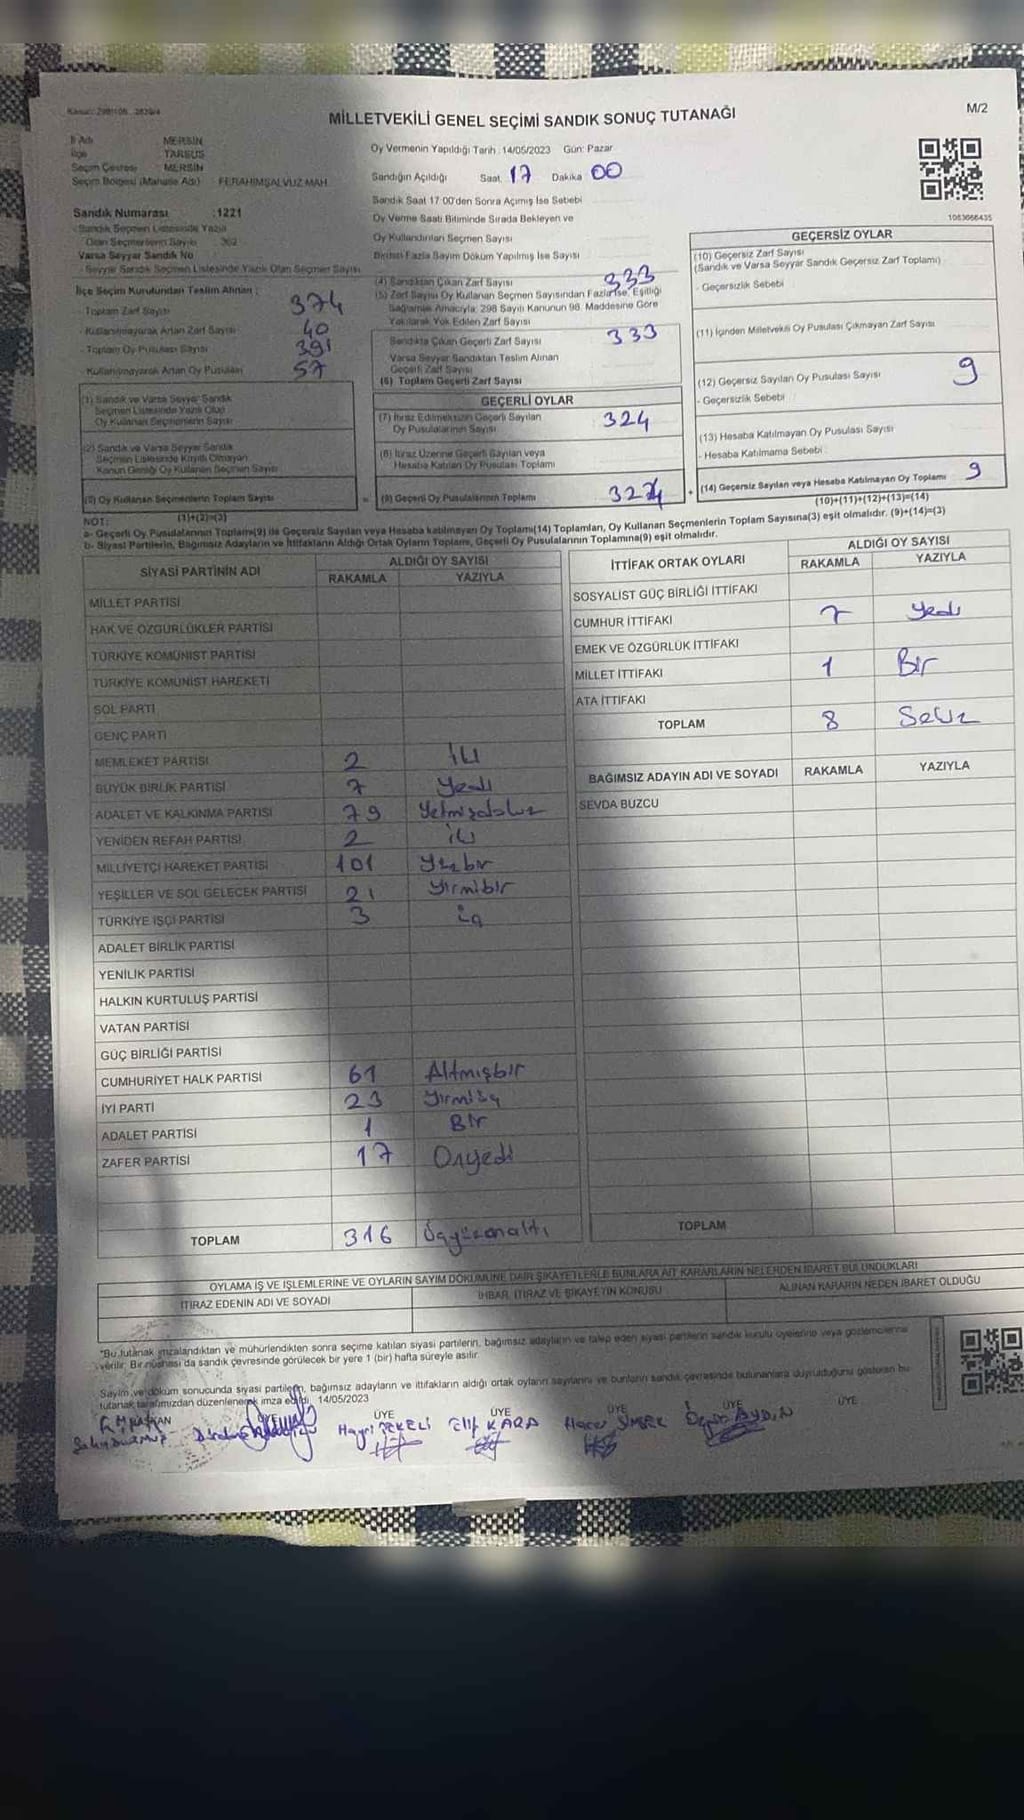 MİLLETVEKİLİ GENEL SEÇİMİ SANDIK SONUÇ TUTANAĞI
M/2
İl Adı MERSİN
İlçe TARSUS
Seçim Çevresi MERSİN
Seçim Bölgesi (Mahalle Adı) FERAHİMŞALVUZ MAH.
Sandık Numarası :1221
Sandık Seçmen Listesinde Yazılı
Olan Seçmenlerin Sayısı 362
Varsa Seyyar Sandık No
Seyyar Sandık Seçmen Listesinde Yazılı Olan Seçmen Sayısı
İlçe Seçim Kurulundan Teslim Alınan :
Toplam Zarf Sayısı 374
Kullanılmayarak Artan Zarf Sayısı 40
Toplam Oy Pusulası Sayısı 391
Kullanılmayarak Artan Oy Pusulası 57
(1) Sandık ve Varsa Seyyar Sandık
Seçmen Listesinde Yazılı Olup
Oy Kullanan Seçmenlerin Sayısı
(2) Sandık ve Varsa Seyyar Sandık
Seçmen Listesinde Kayıtlı Olmayan
Kanun Gereği Oy Kullanan Seçmen Sayısı
(3) Oy Kullanan Seçmenlerin Toplam Sayısı
(1)+(2)=(3)
Oy Vermenin Yapıldığı Tarih : 14/05/2023 Gün: Pazar
Sandığın Açıldığı Saat 17 Dakika 00
Sandık Saat 17:00'den Sonra Açılmış İse Sebebi
Oy Verme Saati Bitiminde Sırada Bekleyen ve
Oy Kullandırılan Seçmen Sayısı
Birden Fazla Sayım Döküm Yapılmış İse Sayısı
(4) Sandıktan Çıkan Zarf Sayısı 333
(5) Zarf Sayısı Oy Kullanan Seçmen Sayısından Fazla İse, Eşitliği
Sağlamak Amacıyla, 298 Sayılı Kanunun 98. Maddesine Göre
Yakılarak Yok Edilen Zarf Sayısı
Sandıkta Çıkan Geçerli Zarf Sayısı 333
Varsa Seyyar Sandıktan Teslim Alınan
Geçerli Zarf Sayısı
(6) Toplam Geçerli Zarf Sayısı
GEÇERLİ OYLAR
(7) İtiraz Edilmeksizin Geçerli Sayılan
Oy Pusulalarının Sayısı 324
(8) İtiraz Üzerine Geçerli Sayılan veya
Hesaba Katılan Oy Pusulası Toplamı
= (9) Geçerli Oy Pusulalarının Toplamı
1063666435
GEÇERSİZ OYLAR
(10) Geçersiz Zarf Sayısı
(Sandık ve Varsa Seyyar Sandık Geçersiz Zarf Toplamı)
- Geçersizlik Sebebi
(11) İçinden Milletvekili Oy Pusulası Çıkmayan Zarf Sayısı
(12) Geçersiz Sayılan Oy Pusulası Sayısı 9
- Geçersizlik Sebebi
(13) Hesaba Katılmayan Oy Pusulası Sayısı
- Hesaba Katılmama Sebebi
+ (14) Geçersiz Sayılan veya Hesaba Katılmayan Oy Toplamı 9
(10)+(11)+(12)+(13)=(14)
NOT:
a- Geçerli Oy Pusulalarının Toplamı(9) ile Geçersiz Sayılan veya Hesaba katılmayan Oy Toplamı(14) Toplamları, Oy Kullanan Seçmenlerin Toplam Sayısına(3) eşit olmalıdır. (9)+(14)=(3)
b- Siyasi Partilerin, Bağımsız Adayların ve İttifakların Aldığı Ortak Oyların Toplamı, Geçerli Oy Pusulalarının Toplamına(9) eşit olmalıdır.
SİYASİ PARTİNİN ADI ALDIĞI OY SAYISI
RAKAMLA YAZIYLA
MİLLET PARTİSİ
HAK VE ÖZGÜRLÜKLER PARTİSİ
TÜRKİYE KOMÜNİST PARTİSİ
TÜRKİYE KOMÜNİST HAREKETİ
SOL PARTİ
GENÇ PARTİ
MEMLEKET PARTİSİ 2 iki
BÜYÜK BİRLİK PARTİSİ 7 Yedi
ADALET VE KALKINMA PARTİSİ 79 Yetmişdokuz
YENİDEN REFAH PARTİSİ 2 iki
MİLLİYETÇİ HAREKET PARTİSİ 101 Yüzbir
YEŞİLLER VE SOL GELECEK PARTİSİ 21 Yirmibir
TÜRKİYE İŞÇİ PARTİSİ 3 üç
ADALET BİRLİK PARTİSİ
YENİLİK PARTİSİ
HALKIN KURTULUŞ PARTİSİ
VATAN PARTİSİ
GÜÇ BİRLİĞİ PARTİSİ
CUMHURİYET HALK PARTİSİ 61 Altmışbir
İYİ PARTİ 23 Yirmiüç
ADALET PARTİSİ 1 Bir
ZAFER PARTİSİ 17 Onyedi
TOPLAM 316 Üçyüzonaltı
İTTİFAK ORTAK OYLARI ALDIĞI OY SAYISI
RAKAMLA YAZIYLA
SOSYALİST GÜÇ BİRLİĞİ İTTİFAKI
CUMHUR İTTİFAKI 7 Yedi
EMEK VE ÖZGÜRLÜK İTTİFAKI
MİLLET İTTİFAKI 1 Bir
ATA İTTİFAKI
TOPLAM 8 Sekiz
BAĞIMSIZ ADAYIN ADI VE SOYADI RAKAMLA YAZIYLA
SEVDA BUZCU
TOPLAM
OYLAMA İŞ VE İŞLEMLERİNE VE OYLARIN SAYIM DÖKÜMÜNE DAİR ŞİKAYETLERLE BUNLARA AİT KARARLARIN NELERDEN İBARET BULUNDUKLARI
İTİRAZ EDENİN ADI VE SOYADI İHBAR, İTİRAZ VE ŞİKAYETİN KONUSU ALINAN KARARIN NEDEN İBARET OLDUĞU
"Bu tutanak imzalandıktan ve mühürlendikten sonra seçime katılan siyasi partilerin, bağımsız adayların ve talep eden siyasi partilerin sandık kurulu üyelerine veya gözlemcilerine
verilir. Bir nüshası da sandık çevresinde görülecek bir yere 1 (bir) hafta süreyle asılır.
Sayım ve döküm sonucunda siyasi partilerin, bağımsız adayların ve ittifakların aldığı ortak oyların sayılarını ve bunların sandık çevresinde bulunanlara duyrulduğunu gösteren bu
tutanak tarafımızdan düzenlenerek imza edildi. 14/05/2023
BAŞKAN ÜYE ÜYE ÜYE ÜYE
Elif KARA AYDIN